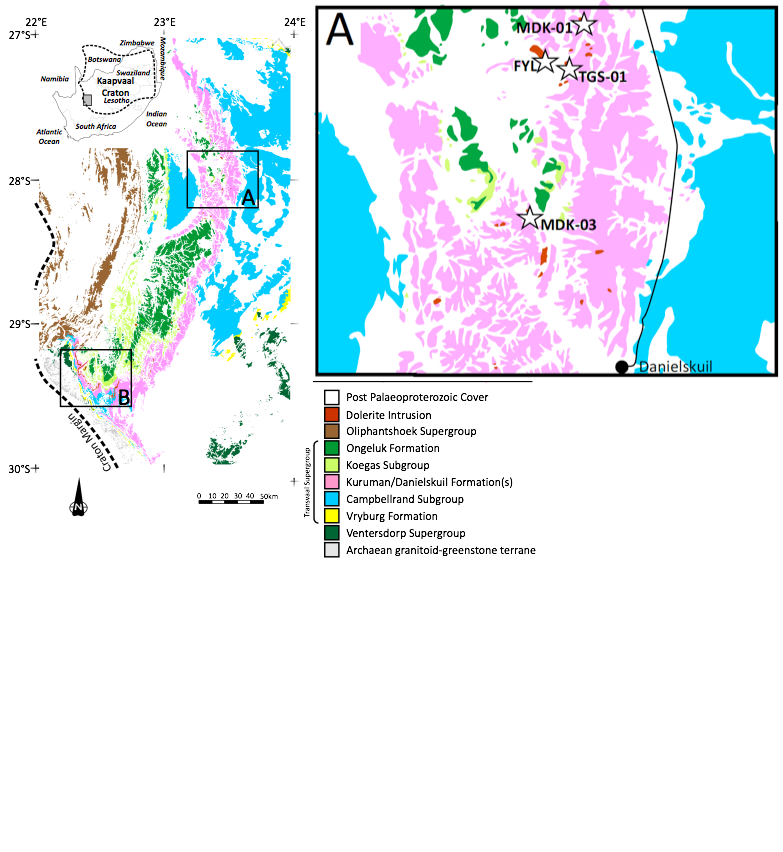 22°E
23°E
24°E
27°S
28°S
29°S
30°S
Zimbabwe
Mozambique
Botswana
Namibia
Swaziland
Kaapvaal
Craton
Lesotho
Indian
Ocean
South Africa
Atlantic
Ocean
A
B
Craton Margin
N
0 10 20 30 40 50km
A
MDK-01
FYL
TGS-01
MDK-03
Danielskuil
Post Palaeoproterozoic Cover
Dolerite Intrusion
Oliphantshoek Supergroup
Transvaal Supergroup
Ongeluk Formation
Koegas Subgroup
Kuruman/Danielskuil Formation(s)
Campbellrand Subgroup
Vryburg Formation
Ventersdorp Supergroup
Archaean granitoid-greenstone terrane